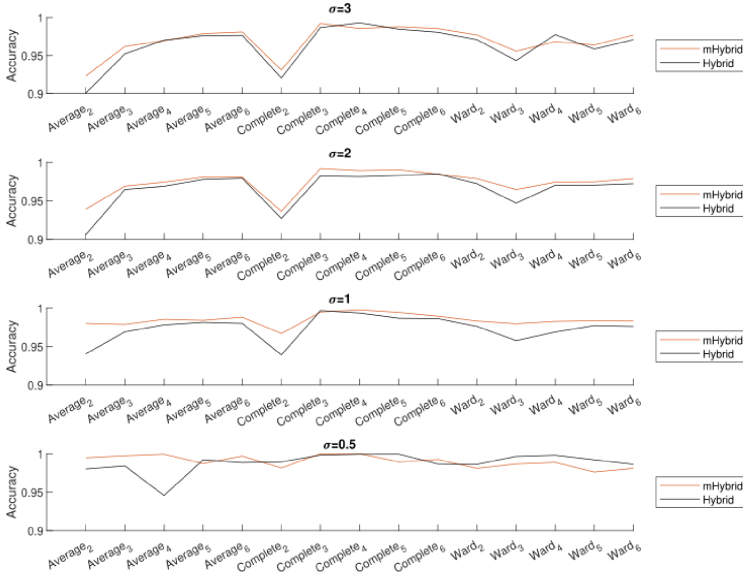 σ=3
1
0.95
0.9
Accuracy
Average2
Average3
Average4
Average5
Average6
Complete2
Complete3
Complete4
Complete5
Complete6
Ward2
Ward3
Ward4
Ward5
Ward6
mHybrid
Hybrid
σ=2
1
0.95
0.9
Accuracy
Average2
Average3
Average4
Average5
Average6
Complete2
Complete3
Complete4
Complete5
Complete6
Ward2
Ward3
Ward4
Ward5
Ward6
mHybrid
Hybrid
σ=1
1
0.95
0.9
Accuracy
Average2
Average3
Average4
Average5
Average6
Complete2
Complete3
Complete4
Complete5
Complete6
Ward2
Ward3
Ward4
Ward5
Ward6
mHybrid
Hybrid
σ=0.5
1
0.95
0.9
Accuracy
Average2
Average3
Average4
Average5
Average6
Complete2
Complete3
Complete4
Complete5
Complete6
Ward2
Ward3
Ward4
Ward5
Ward6
mHybrid
Hybrid